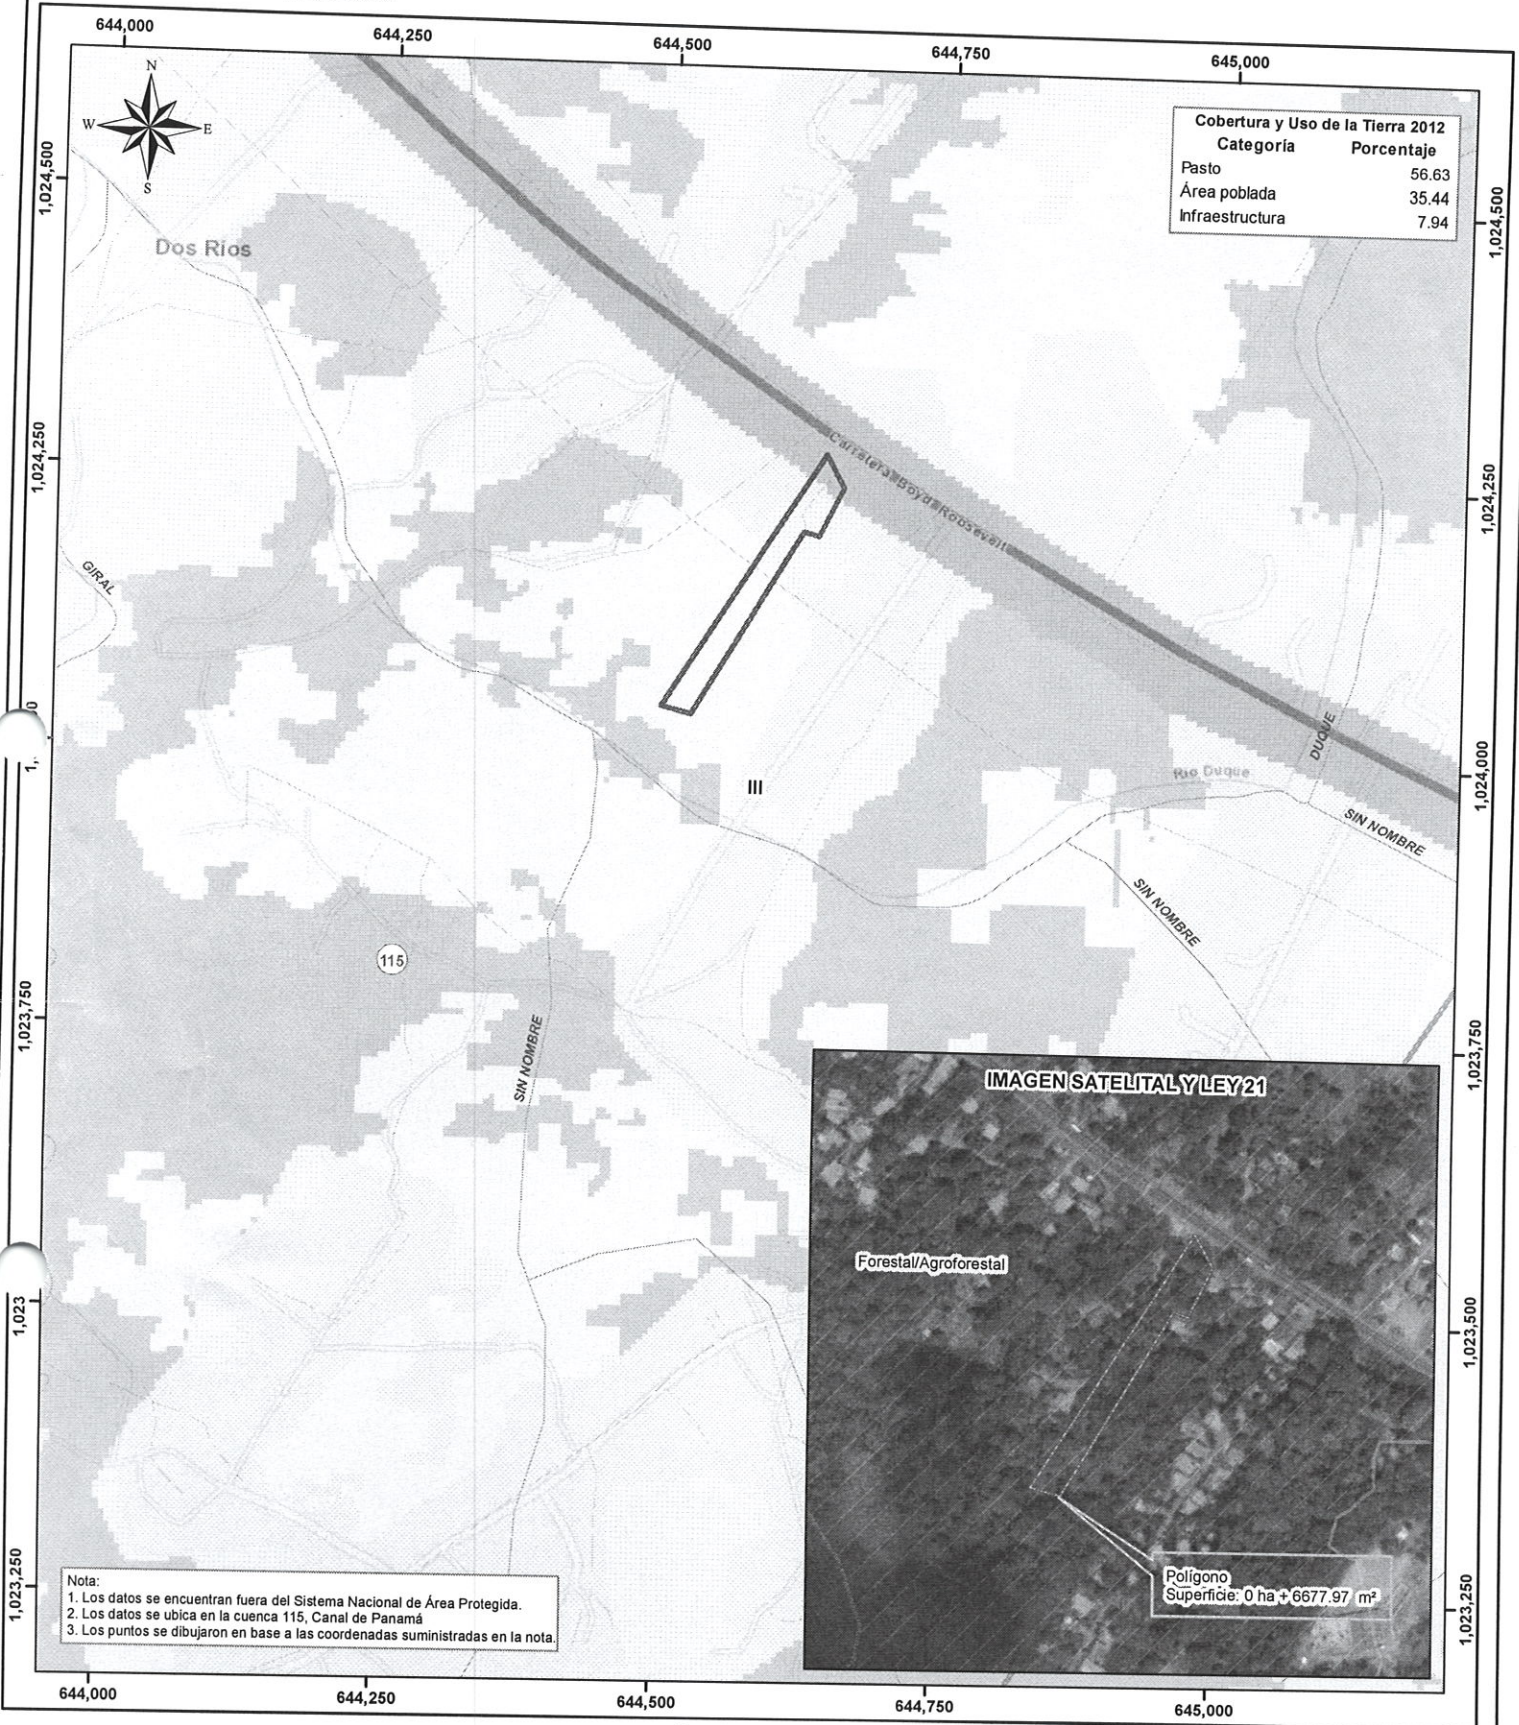 644,000
644,250
644,500
644,750
645,000
N
W
E
S
Cobertura y Uso de la Tierra 2012
Categoría Porcentaje
Pasto 56.63
Área poblada 35.44
Infraestructura 7.94
1,024,500
1,024,500
Dos Ríos
Carretera Boyd Roosevelt
1,024,250
1,024,250
GIRAL
DUQUE
Río Duque
1,024,000
III
SIN NOMBRE
SIN NOMBRE
115
1,023,750
1,023,750
SIN NOMBRE
IMAGEN SATELITAL Y LEY 21
Forestal/Agroforestal
1,023
1,023,500
Polígono
Superficie: 0 ha + 6677.97 m²
1,023,250
1,023,250
Nota:
1. Los datos se encuentran fuera del Sistema Nacional de Área Protegida.
2. Los datos se ubica en la cuenca 115, Canal de Panamá
3. Los puntos se dibujaron en base a las coordenadas suministradas en la nota.
644,000
644,250
644,500
644,750
645,000